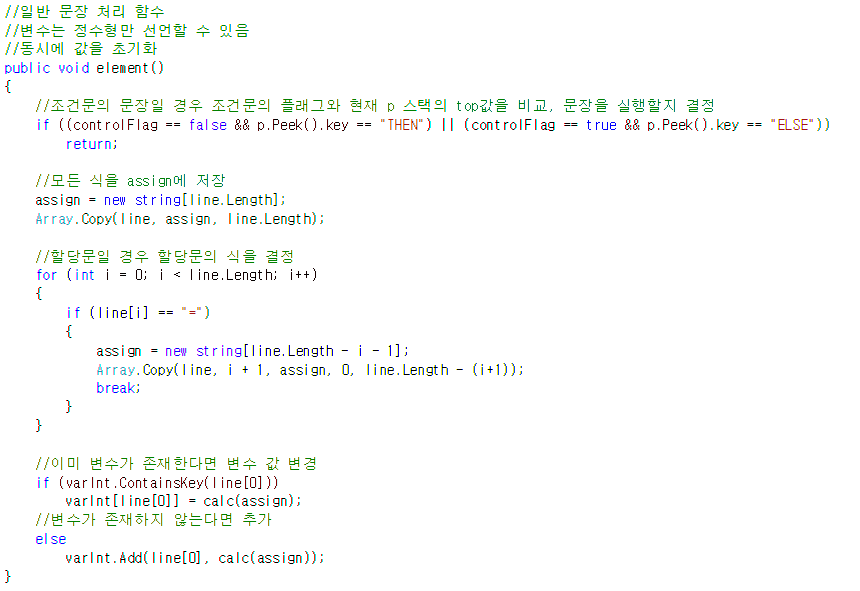 //일반 문장 처리 함수
//변수는 정수형만 선언할 수 있음
//동시에 값을 초기화
public void element()
{
    //조건문의 문장일 경우 조건문의 플래그와 현재 p 스택의 top값을 비교, 문장을 실행할지 결정
    if ((controlFlag == false && p.Peek().key == "THEN") || (controlFlag == true && p.Peek().key == "ELSE"))
        return;

    //모든 식을 assign에 저장
    assign = new string[line.Length];
    Array.Copy(line, assign, line.Length);

    //할당문일 경우 할당문의 식을 결정
    for (int i = 0; i < line.Length; i++)
    {
        if (line[i] == "=")
        {
            assign = new string[line.Length - i - 1];
            Array.Copy(line, i + 1, assign, 0, line.Length - (i+1));
            break;
        }
    }

    //이미 변수가 존재한다면 변수 값 변경
    if (varInt.ContainsKey(line[0]))
        varInt[line[0]] = calc(assign);
    //변수가 존재하지 않는다면 추가
    else
        varInt.Add(line[0], calc(assign));
}